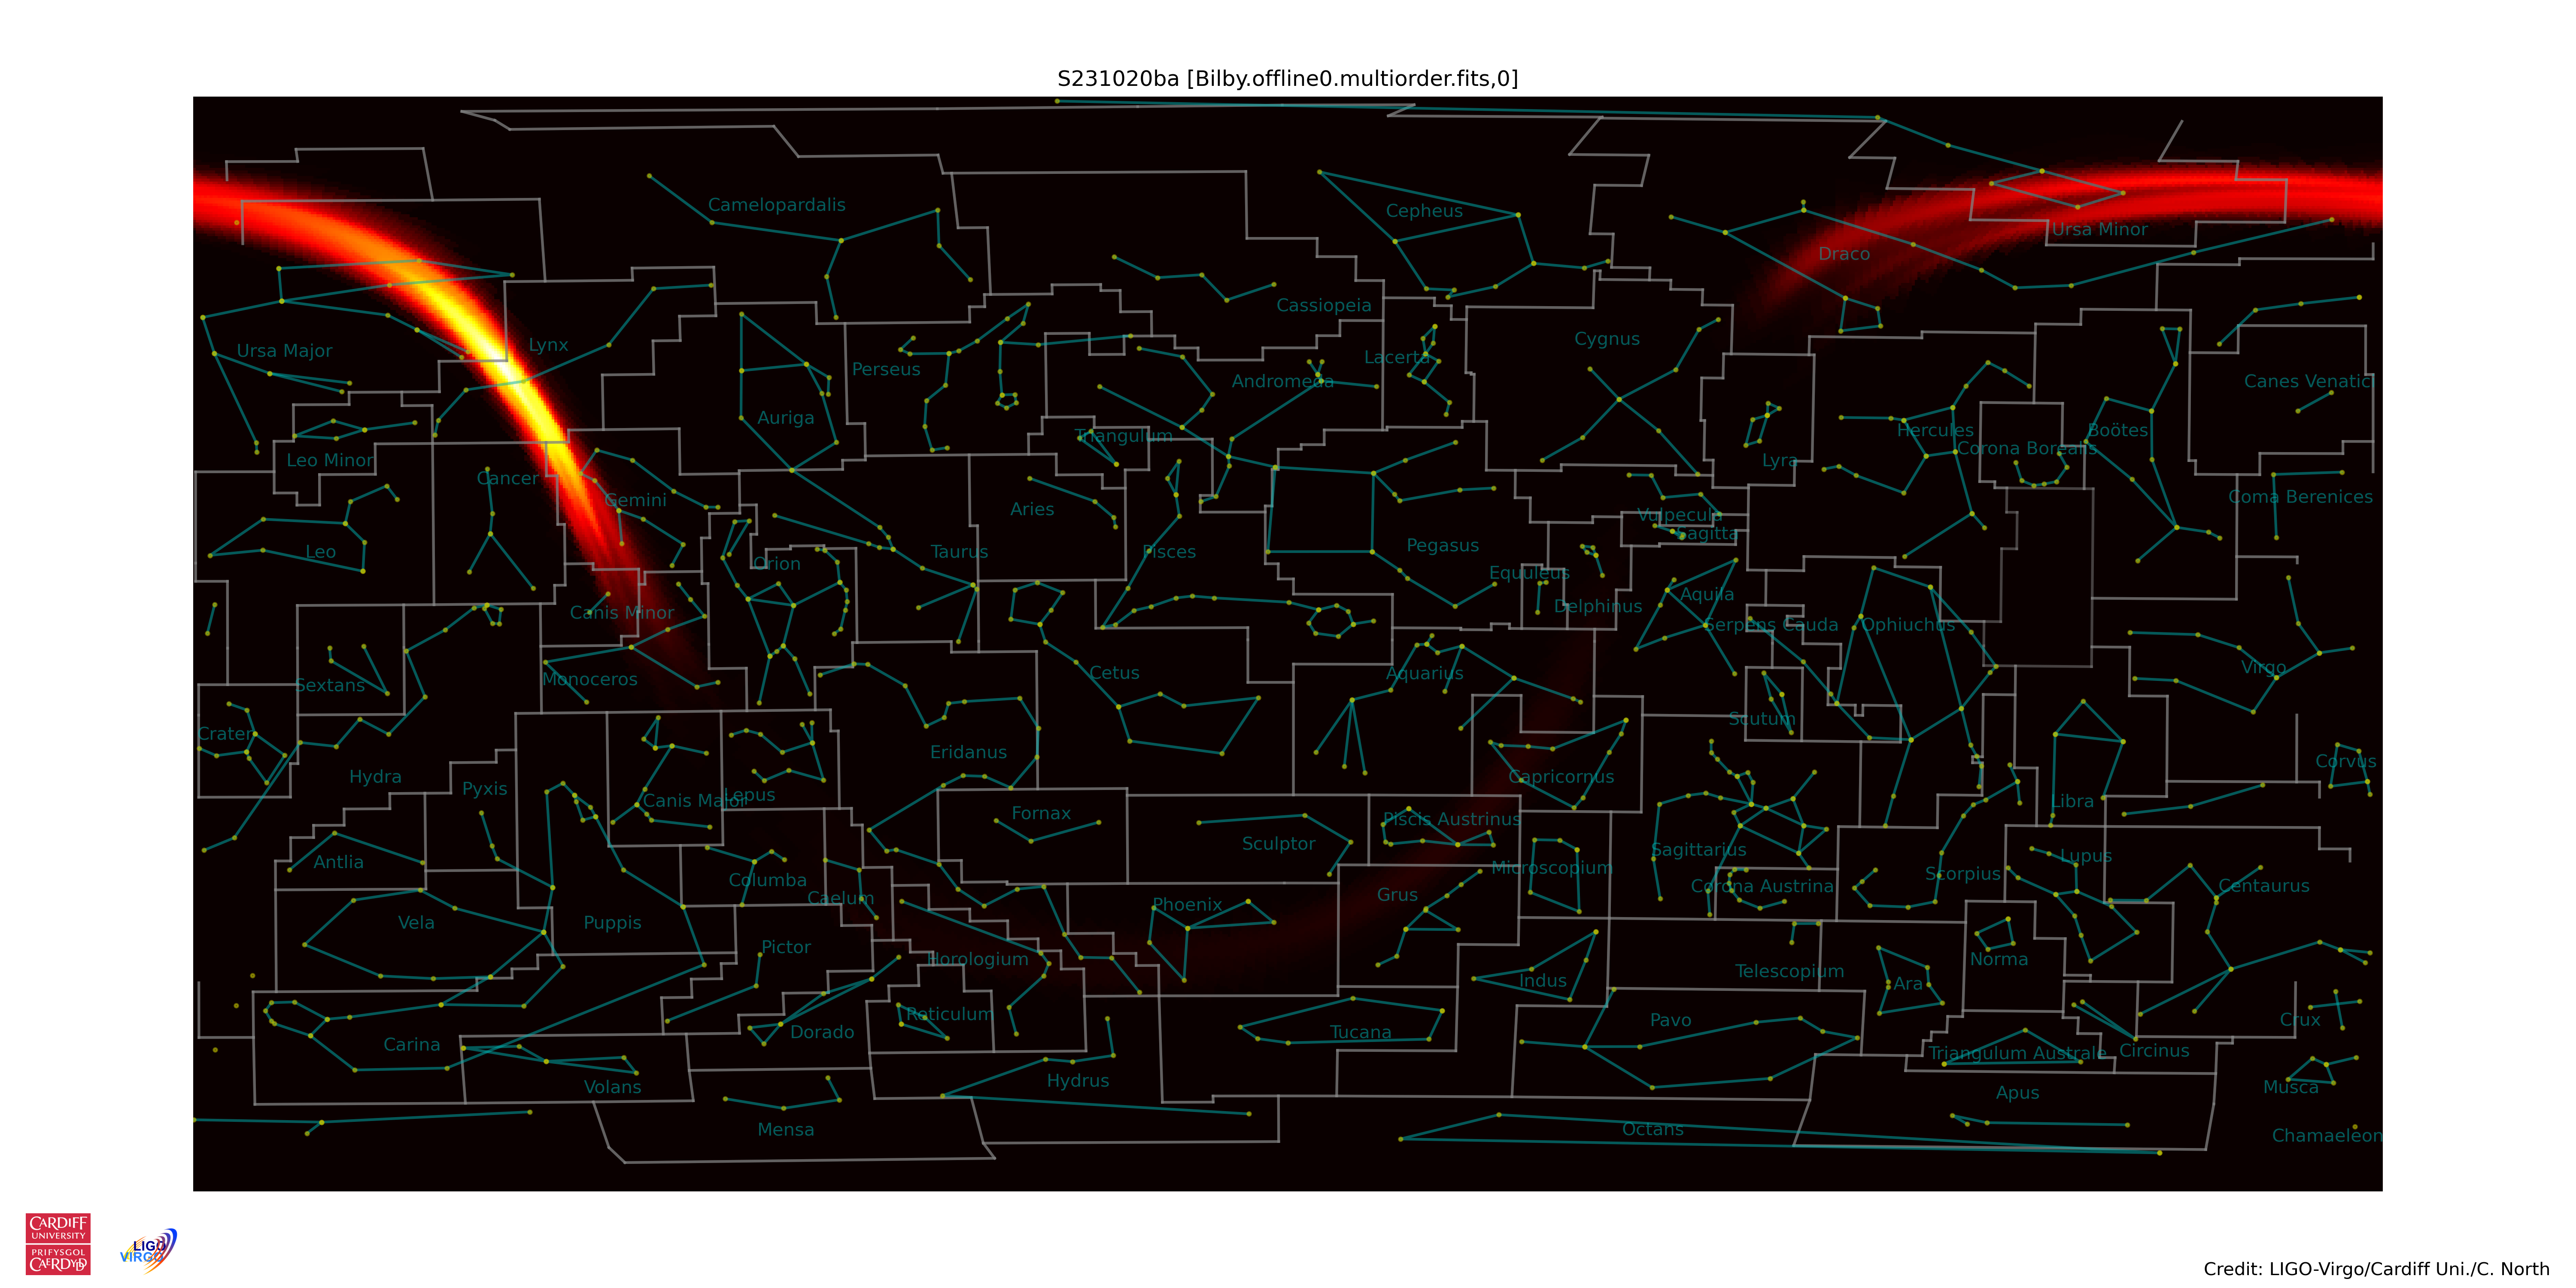 S231020ba [Bilby.offline0.multiorder.fits,0]
Camelopardalis
Cepheus
Ursa Minor
Draco
Cassiopeia
Cygnus
Lynx
Ursa Major
Lacerta
Perseus
Andromeda
Canes Venatici
Auriga
Triangulum
Hercules
Boötes
Corona Borealis
Leo Minor
Lyra
Cancer
Gemini
Coma Berenices
Aries
Vulpecula
Sagitta
Leo
Taurus
Pisces
Pegasus
Orion
Equuleus
Aquila
Delphinus
Canis Minor
Serpens Cauda
Ophiuchus
Virgo
Cetus
Aquarius
Monoceros
Sextans
Scutum
Crater
Eridanus
Corvus
Hydra
Capricornus
Pyxis
Lepus
Canis Major
Libra
Fornax
Piscis Austrinus
Sculptor
Sagittarius
Lupus
Antlia
Microscopium
Scorpius
Columba
Corona Austrina
Centaurus
Grus
Caelum
Phoenix
Vela
Puppis
Pictor
Horologium
Norma
Telescopium
Indus
Ara
Reticulum
Pavo
Crux
Dorado
Tucana
Carina
Circinus
Triangulum Australe
Hydrus
Volans
Musca
Apus
Mensa
Octans
Chamaeleon
CARDIFF
UNIVERSITY
PRIFYSGOL
CAERDYDD
LIGO
VIRGO
Credit: LIGO-Virgo/Cardiff Uni./C. North